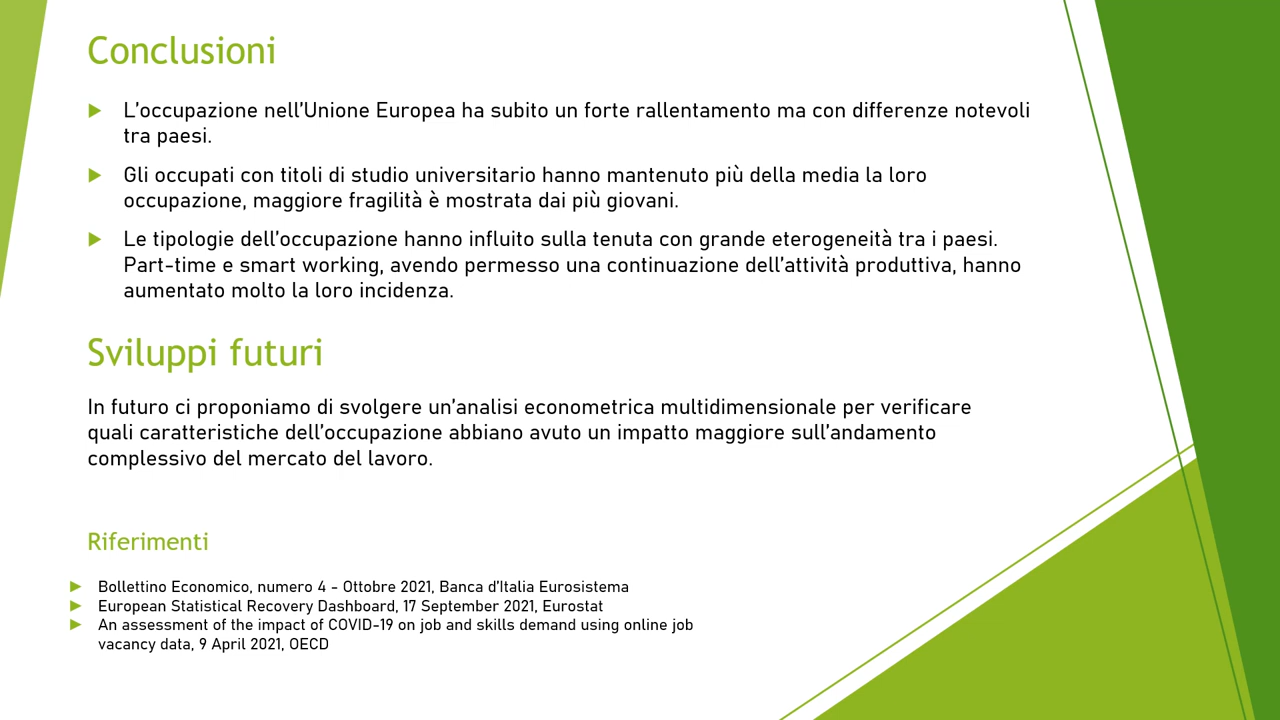 Conclusioni
L'occupazione nell'Unione Europea ha subito un forte rallentamento ma con differenze notevoli
tra paesi.
Gli occupati con titoli di studio universitario hanno mantenuto più della media la loro
occupazione, maggiore fragilità è mostrata dai più giovani.
Le tipologie dell'occupazione hanno influito sulla tenuta con grande eterogeneità tra i paesi.
Part-time e smart working, avendo permesso una continuazione dell'attività produttiva, hanno
aumentato molto la loro incidenza.
Sviluppi futuri
In futuro ci proponiamo di svolgere un'analisi econometrica multidimensionale per verificare
quali caratteristiche dell'occupazione abbiano avuto un impatto maggiore sull'andamento
complessivo del mercato del lavoro.
Riferimenti
Bollettino Economico, numero 4 - Ottobre 2021, Banca d'Italia Eurosistema
European Statistical Recovery Dashboard, 17 September 2021, Eurostat
An assessment of the impact of COVID-19 on job and skills demand using online job
vacancy data, 9 April 2021, OECD